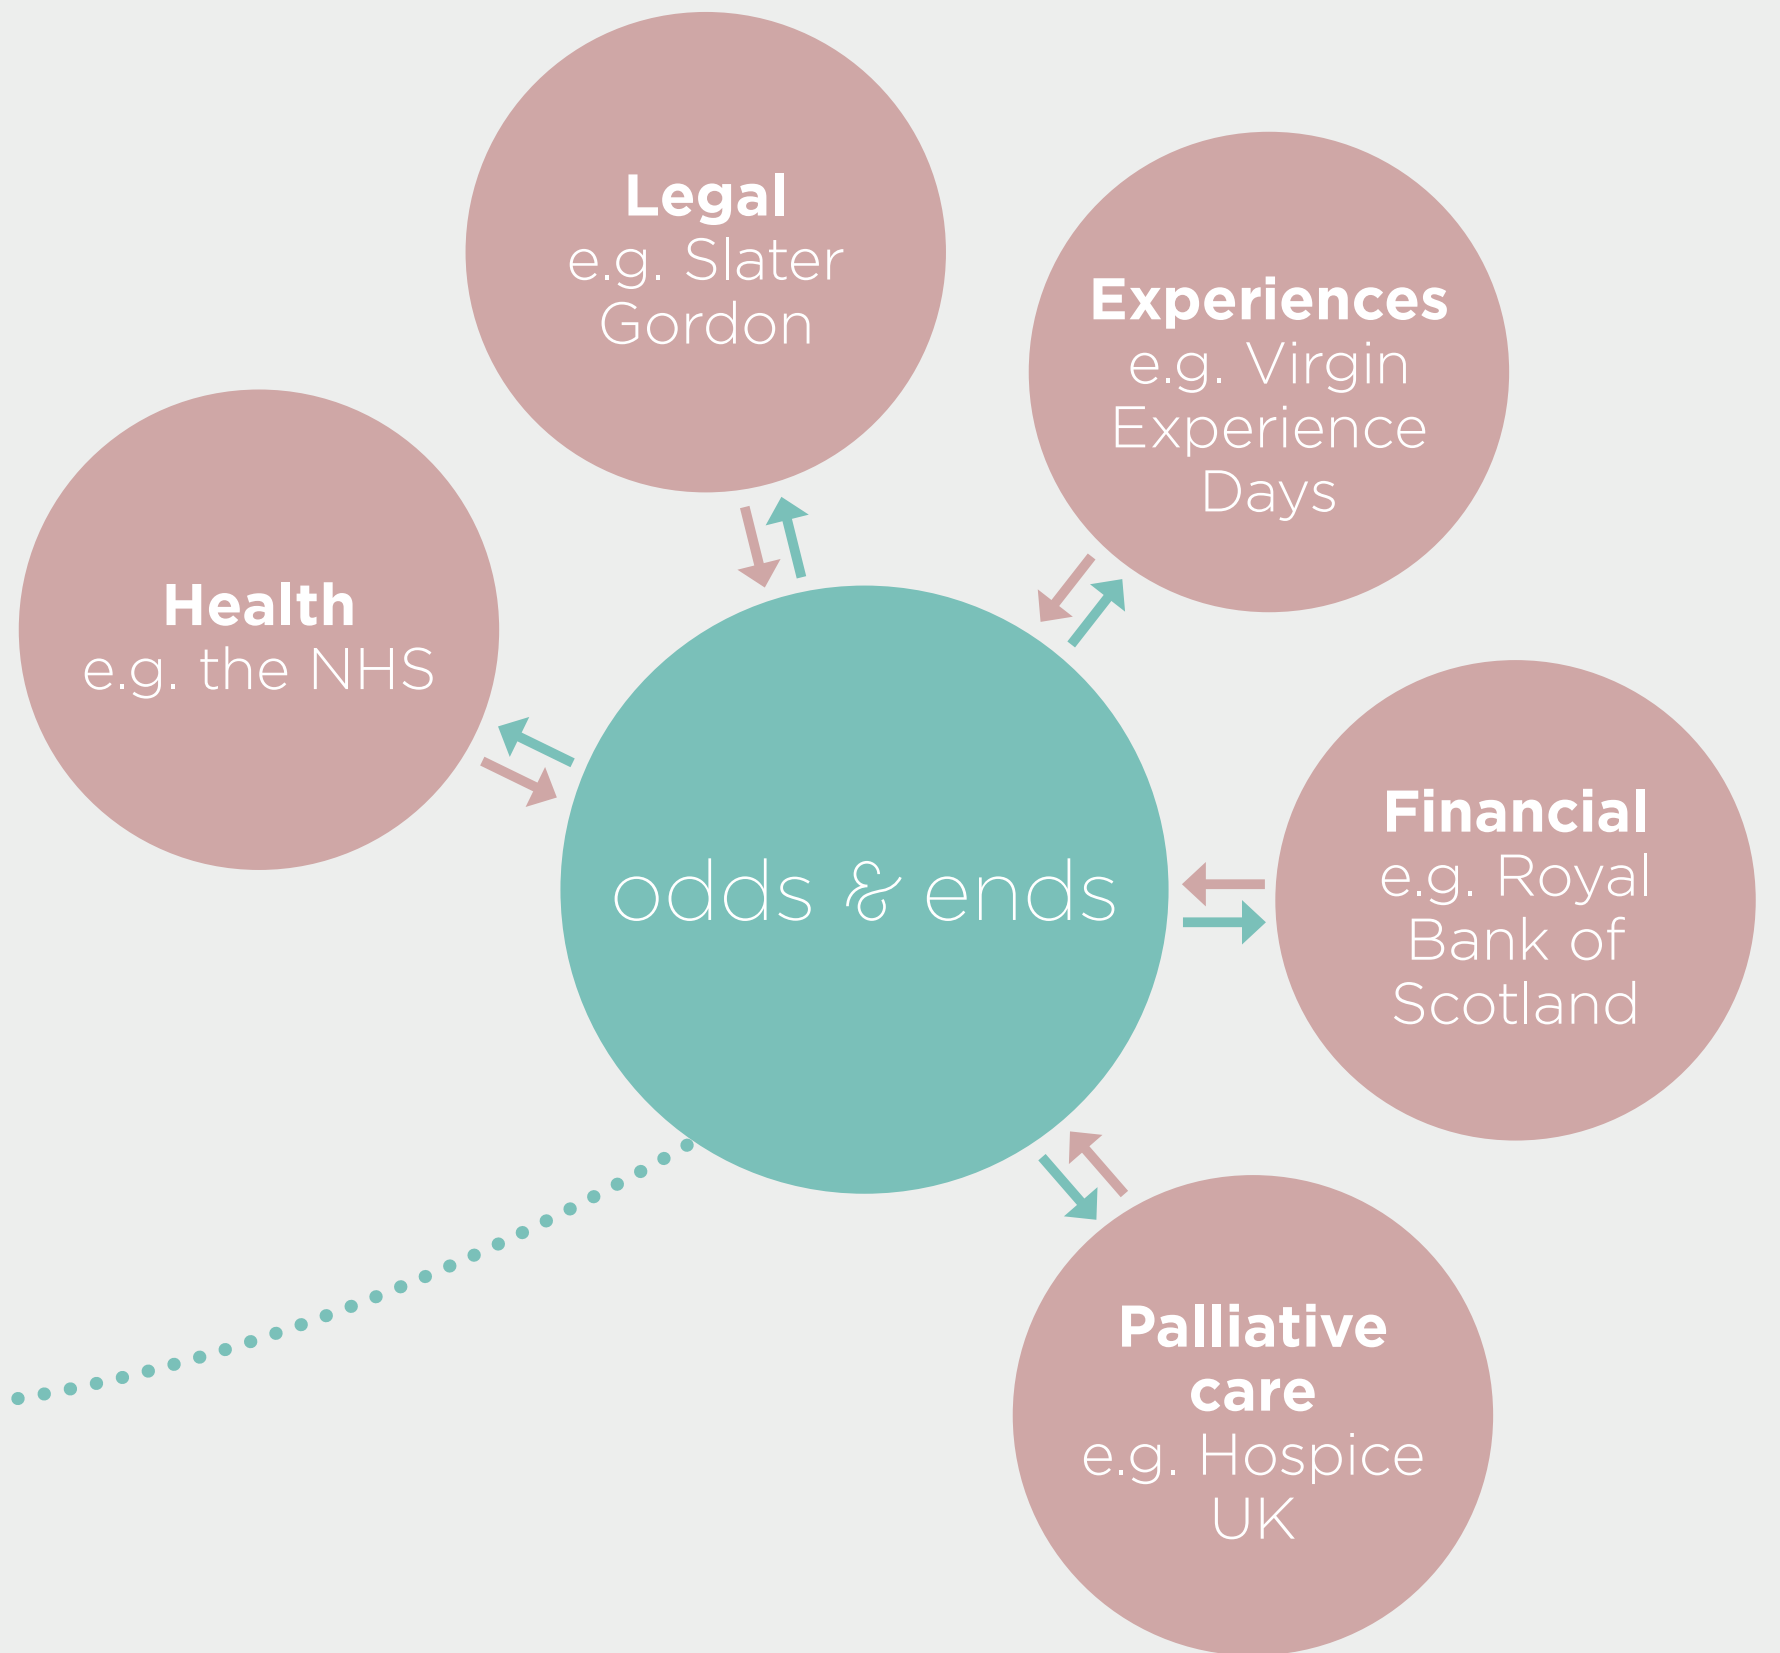 Legal
e.g. Slater
Gordon
Experiences
e.g. Virgin
Experience
Days
Health
e.g. the NHS
odds & ends
Financial
e.g. Royal
Bank of
Scotland
Palliative
care
e.g. Hospice
UK